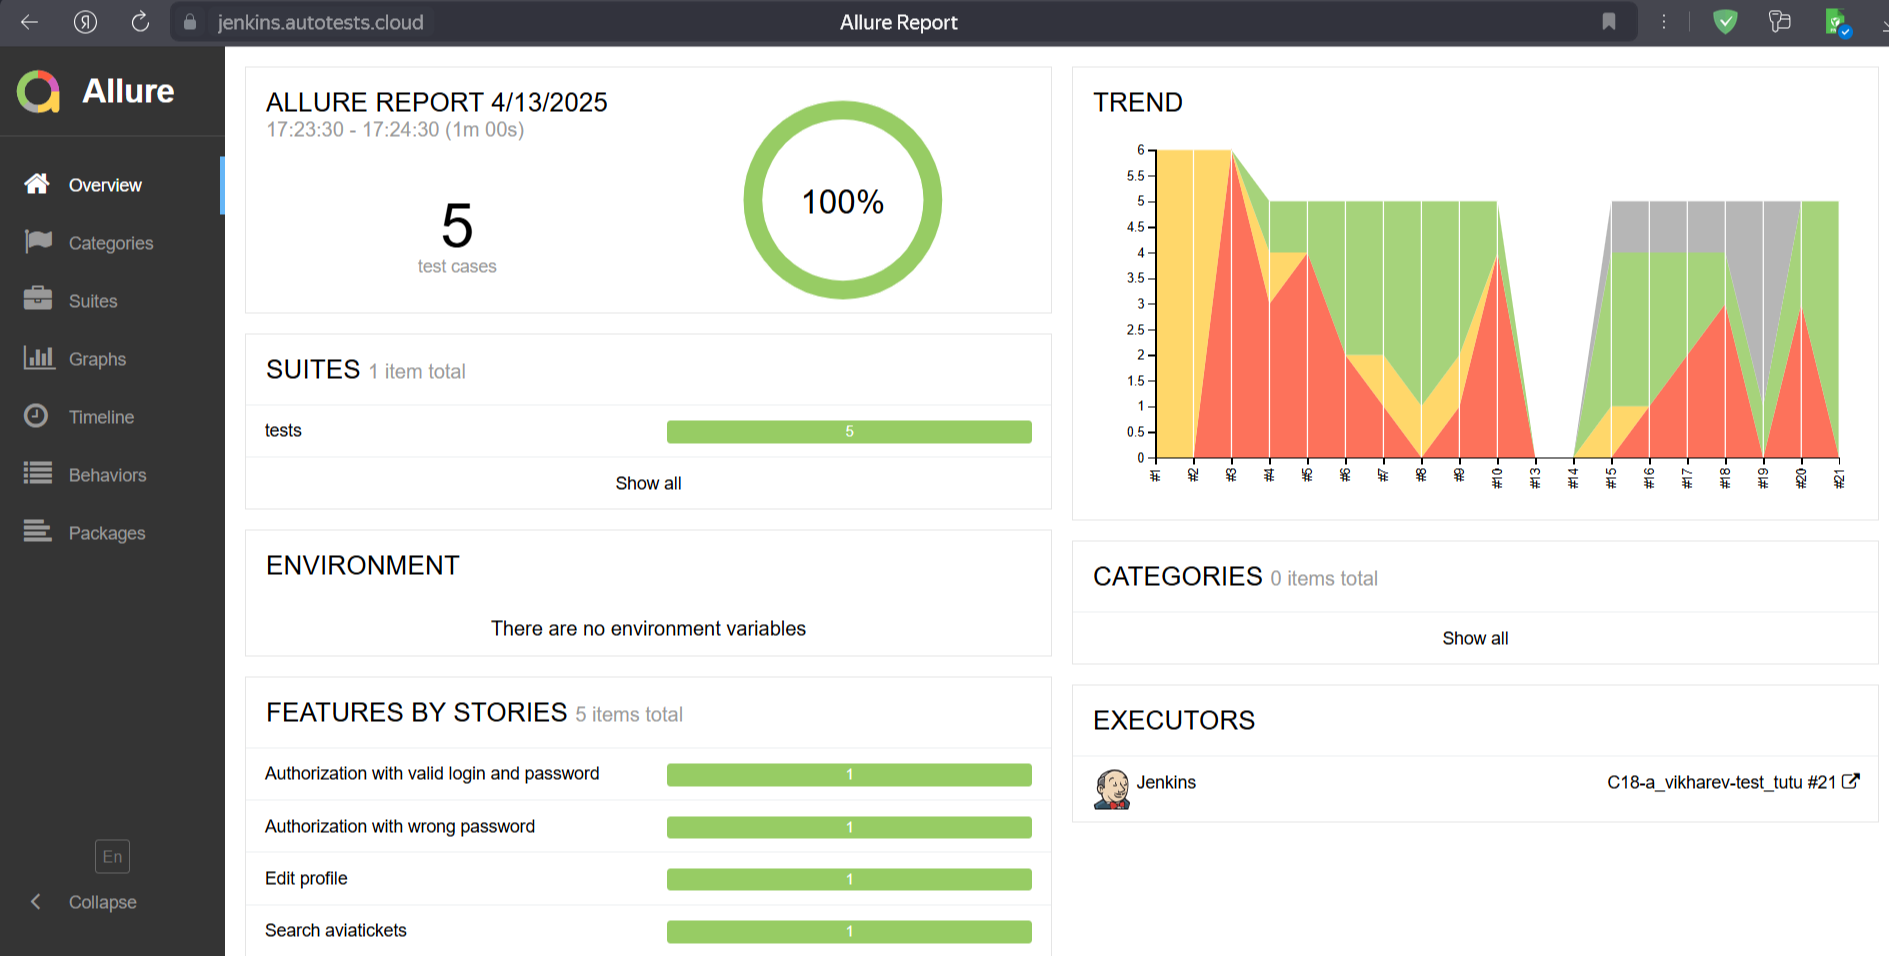 jenkins.autotests.cloud
Allure Report
Allure
Overview
Categories
Suites
Graphs
Timeline
Behaviors
Packages
En
Collapse
ALLURE REPORT 4/13/2025
17:23:30 - 17:24:30 (1m 00s)
5
test cases
100%
SUITES 1 item total
tests 5
Show all
ENVIRONMENT
There are no environment variables
FEATURES BY STORIES 5 items total
Authorization with valid login and password 1
Authorization with wrong password 1
Edit profile 1
Search aviatickets 1
TREND
6
5.5
5
4.5
4
3.5
3
2.5
2
1.5
1
0.5
0
#1 #2 #3 #4 #5 #6 #7 #8 #9 #10 #13 #14 #15 #16 #17 #18 #19 #20 #21
CATEGORIES 0 items total
Show all
EXECUTORS
Jenkins C18-a_vikharev-test_tutu #21